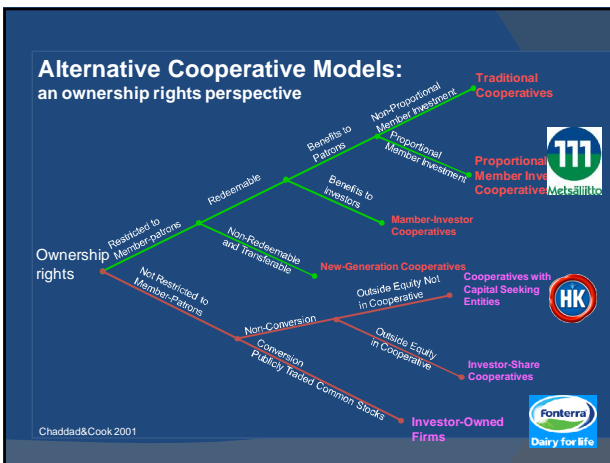 Alternative Cooperative Models:
an ownership rights perspective
Traditional
Cooperatives
Non-Proportional
Member Investment
Benefits to
Patrons
Proportional
Member Investment
Proportional
Member Inve
Cooperatives
Metsäliitto
Redeemable
Benefits to
investors
Mamber-Investor
Cooperatives
Restricted to
Member-patrons
Non-Redeemable
and Transferable
New-Generation Cooperatives
Ownership
rights
Not Restricted to
Member-Patrons
Outside Equity Not
in Cooperative
Cooperatives with
Capital Seeking
Entities
HK
Non-Conversion
Outside Equity
in Cooperative
Investor-Share
Cooperatives
Conversion
Publicly Traded Common Stocks
Investor-Owned
Firms
Fonterra
Dairy for life
Chaddad&Cook 2001